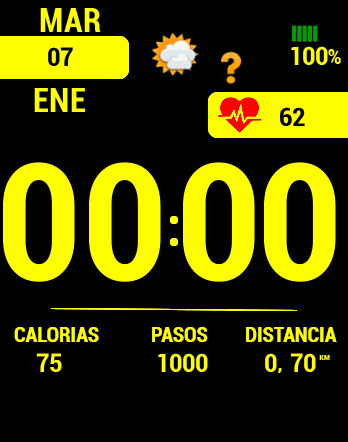 MAR
07
ENE
?
100%
62
00:00
CALORIAS PASOS DISTANCIA
75 1000 0, 70 KM